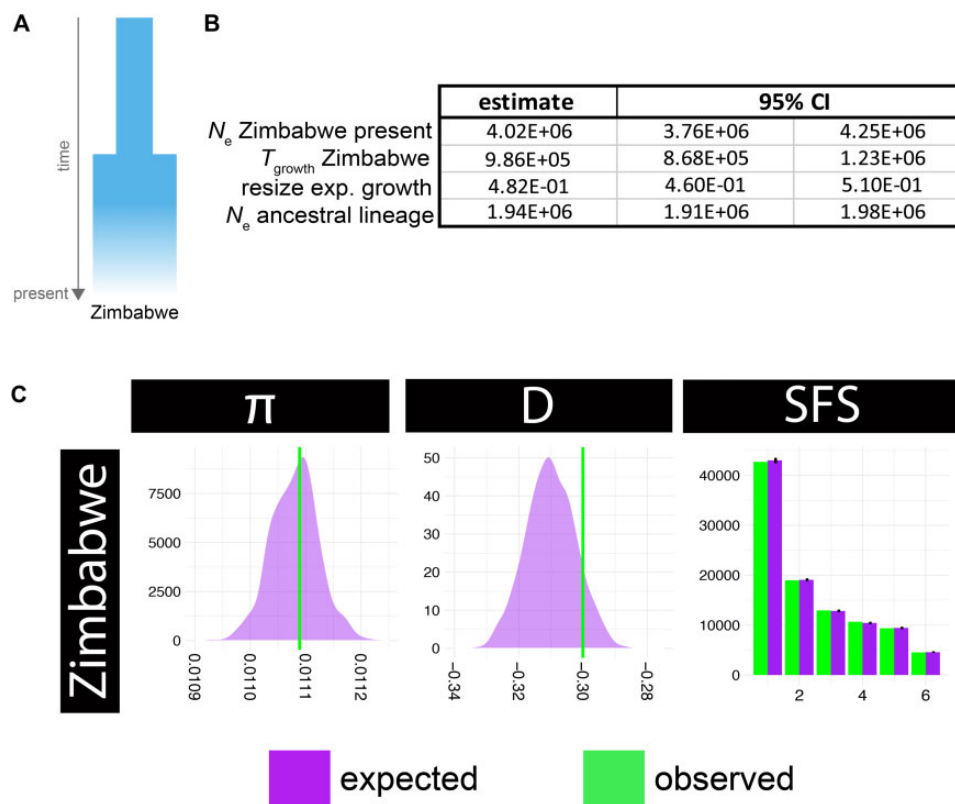 A
time
present
Zimbabwe
B
estimate 95% CI
Ne Zimbabwe present 4.02E+06 3.76E+06 4.25E+06
Tgrowth Zimbabwe 9.86E+05 8.68E+05 1.23E+06
resize exp. growth 4.82E-01 4.60E-01 5.10E-01
Ne ancestral lineage 1.94E+06 1.91E+06 1.98E+06
C
π D SFS
Zimbabwe
7500
5000
2500
0
0.0109 0.0110 0.0111 0.0112
50
40
30
20
10
0
−0.34 −0.32 −0.30 −0.28
40000
30000
20000
10000
0
2 4 6
expected observed